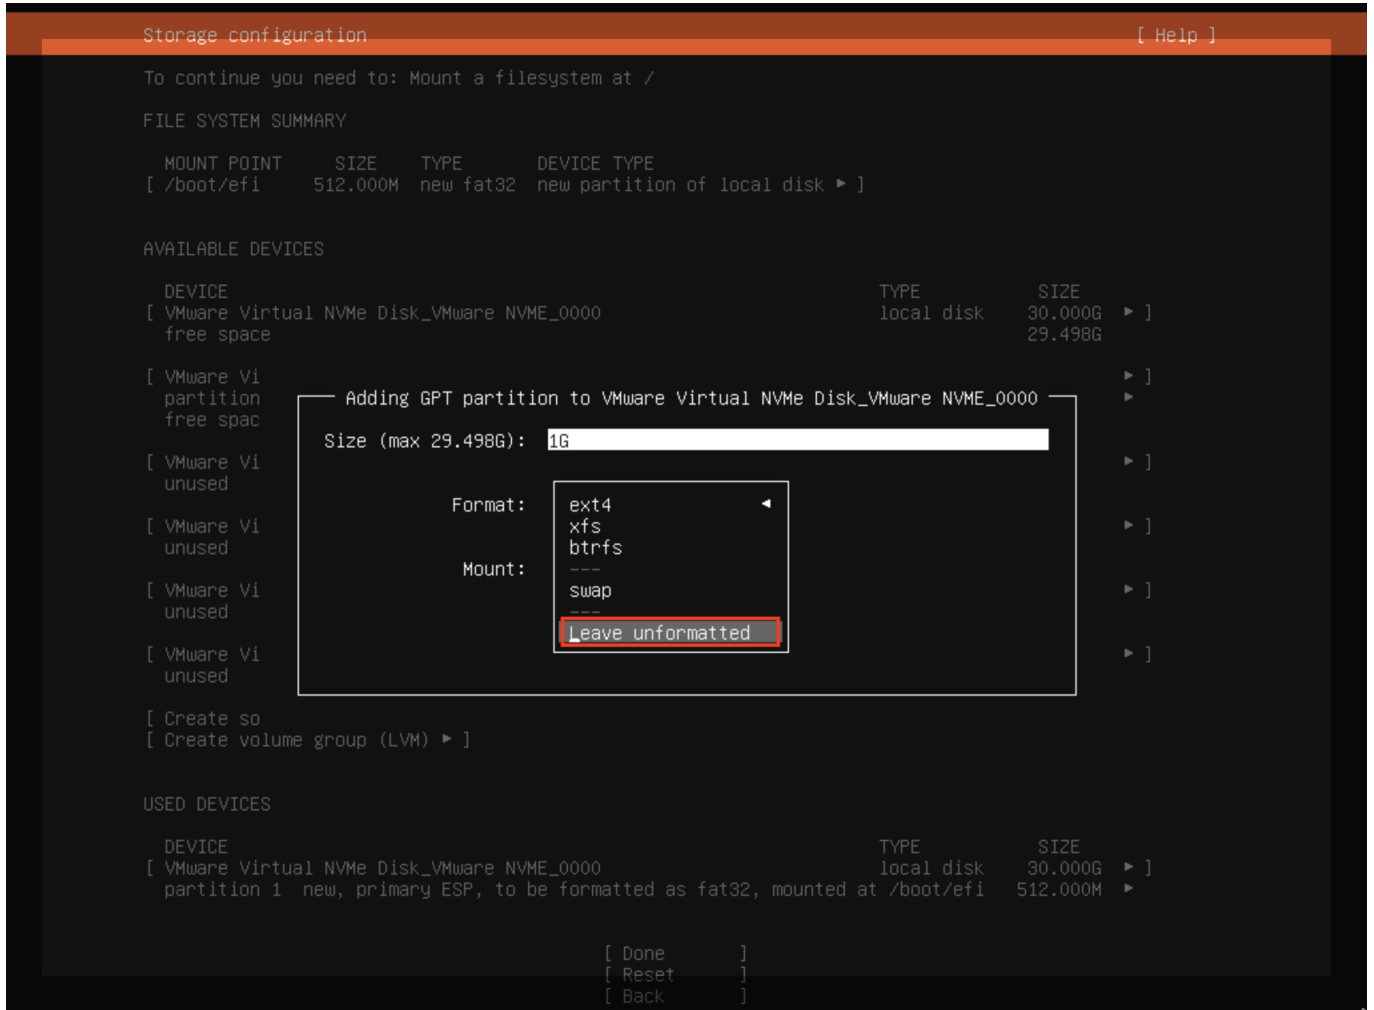 Storage configuration [ Help ]
To continue you need to: Mount a filesystem at /
FILE SYSTEM SUMMARY
MOUNT POINT SIZE TYPE DEVICE TYPE
[ /boot/efi 512.000M new fat32 new partition of local disk ▸ ]
AVAILABLE DEVICES
DEVICE TYPE SIZE
[ VMware Virtual NVMe Disk_VMware NVME_0000 local disk 30.000G ▸ ]
free space 29.498G
[ VMware Vi ▸ ]
partition ▸
free spac
[ VMware Vi ▸ ]
unused
[ VMware Vi ▸ ]
unused
[ VMware Vi ▸ ]
unused
[ VMware Vi ▸ ]
unused
[ Create so
[ Create volume group (LVM) ▸ ]
Adding GPT partition to VMware Virtual NVMe Disk_VMware NVME_0000
Size (max 29.498G): 1G
Format: ext4 ◂
xfs
btrfs
Mount: ---
swap
---
Leave unformatted
USED DEVICES
DEVICE TYPE SIZE
[ VMware Virtual NVMe Disk_VMware NVME_0000 local disk 30.000G ▸ ]
partition 1 new, primary ESP, to be formatted as fat32, mounted at /boot/efi 512.000M ▸
[ Done ]
[ Reset ]
[ Back ]